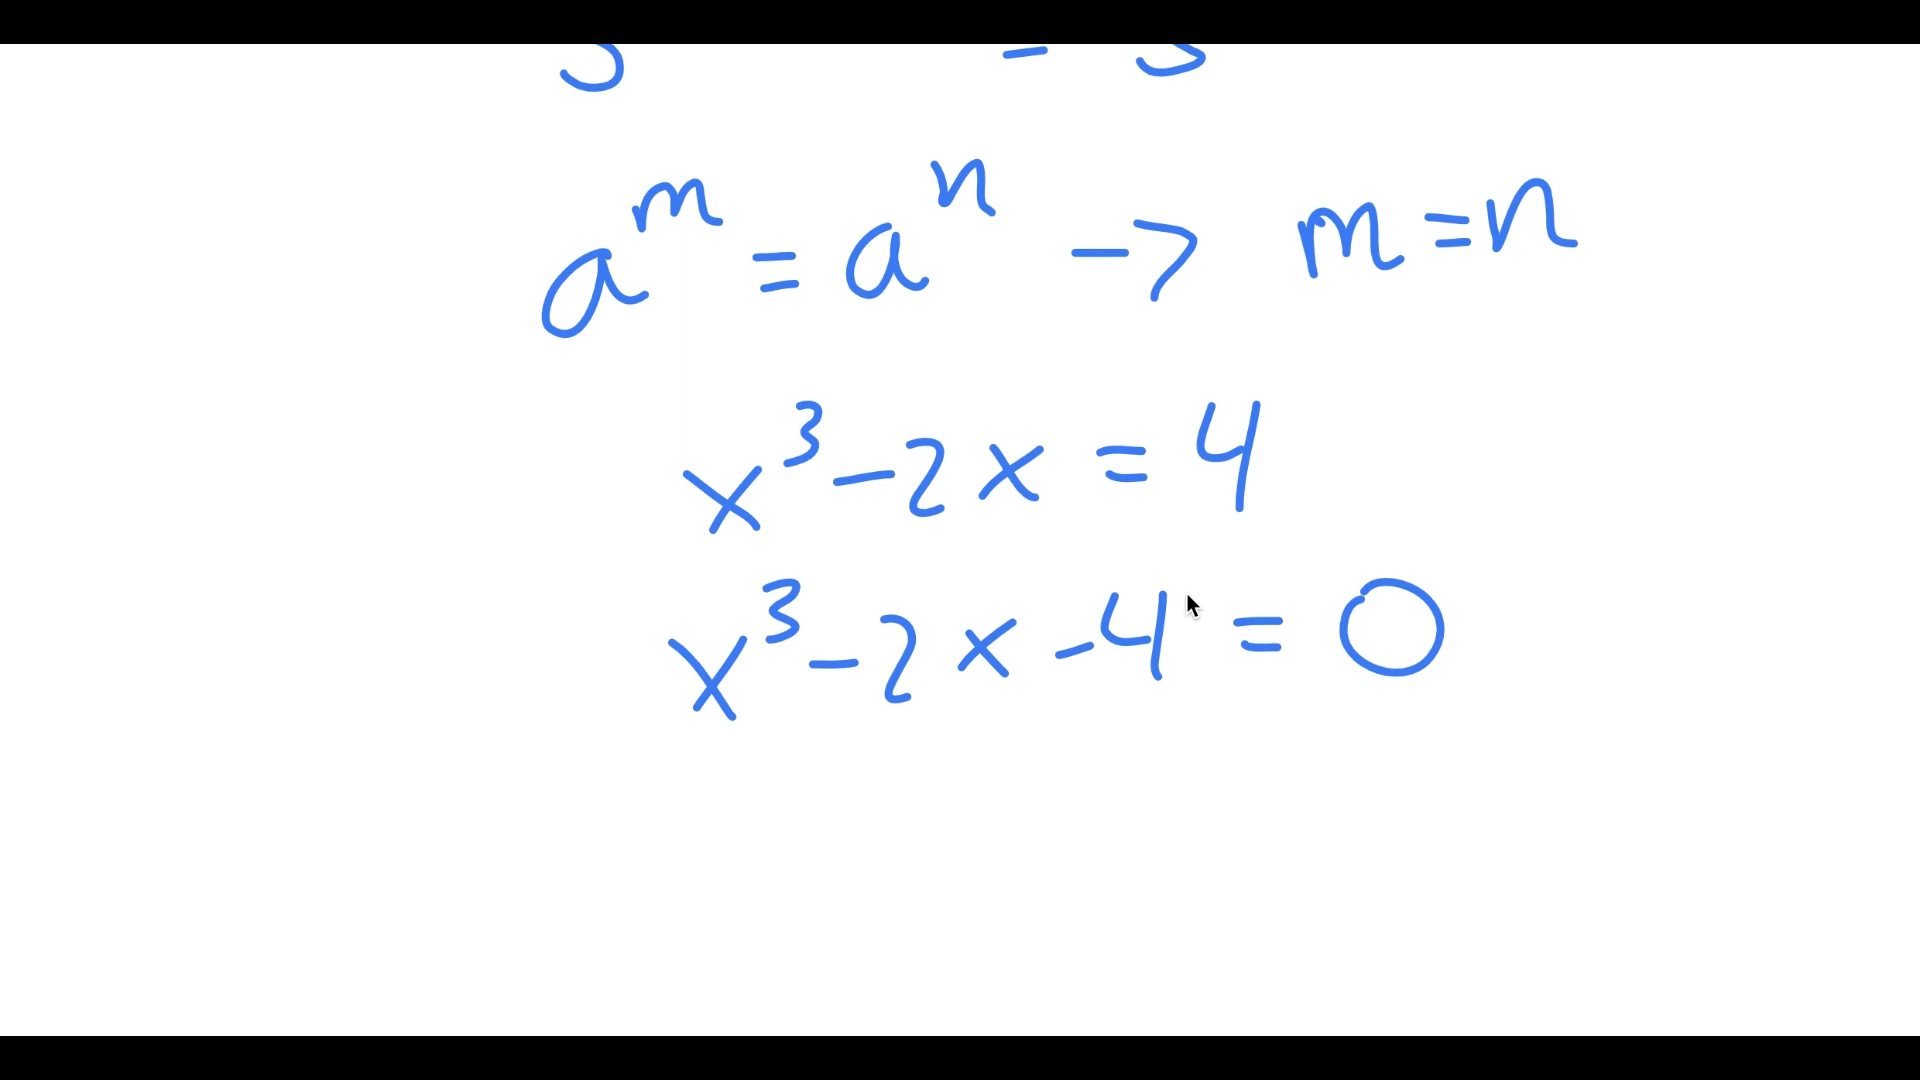 a^m = a^n -> m = n
x^3 - 2x = 4
x^3 - 2x - 4 = 0